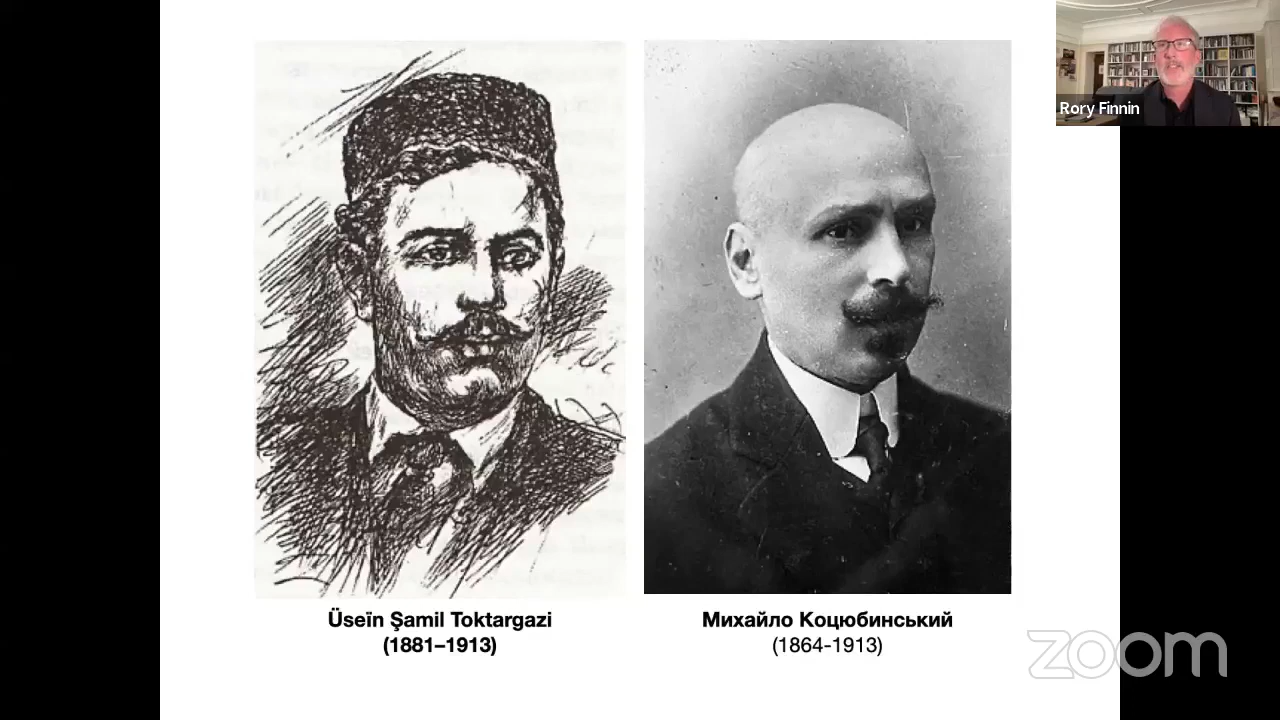 Rory Finnin
Üseïn Şamil Toktargazi
(1881–1913)
Михайло Коцюбинський
(1864-1913)
zoom